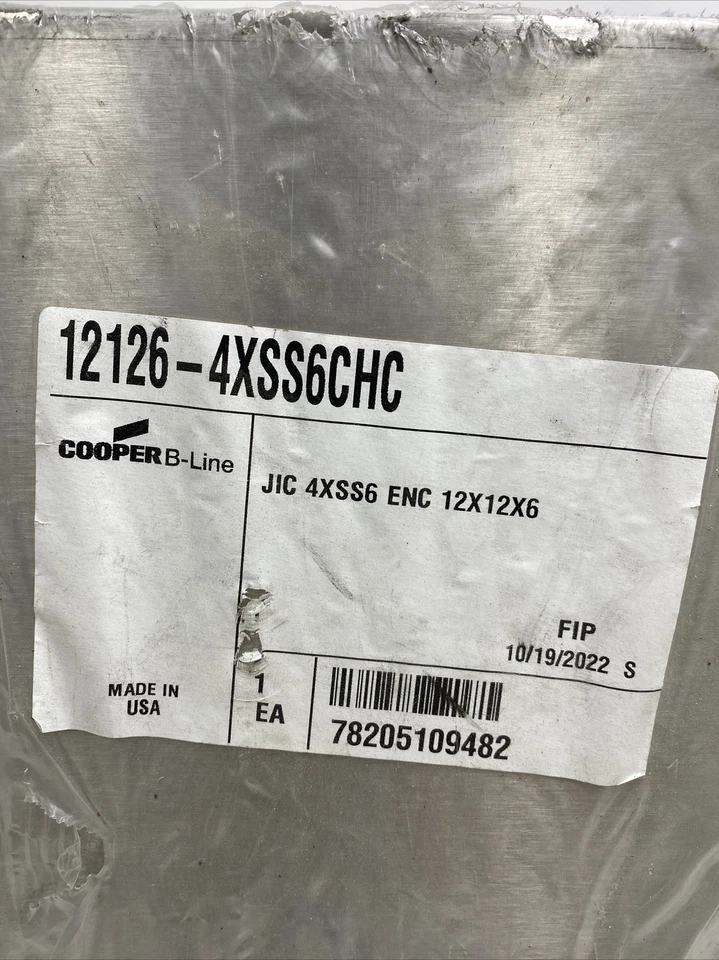 12126-4XSS6CHC
COOPER B-Line
JIC 4XSS6 ENC 12X12X6
FIP
10/19/2022 S
MADE IN
USA
1
EA
78205109482